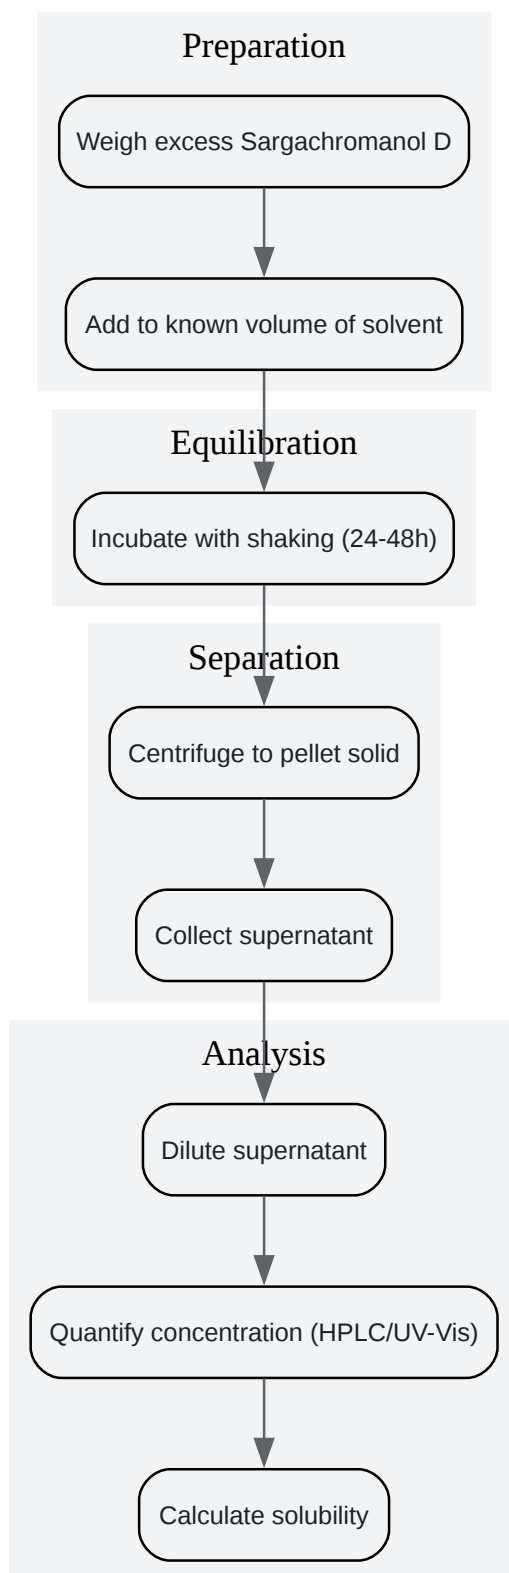 Preparation
Weigh excess Sargachromanol D
Add to known volume of solvent
Equilibration
Incubate with shaking (24-48h)
Separation
Centrifuge to pellet solid
Collect supernatant
Analysis
Dilute supernatant
Quantify concentration (HPLC/UV-Vis)
Calculate solubility